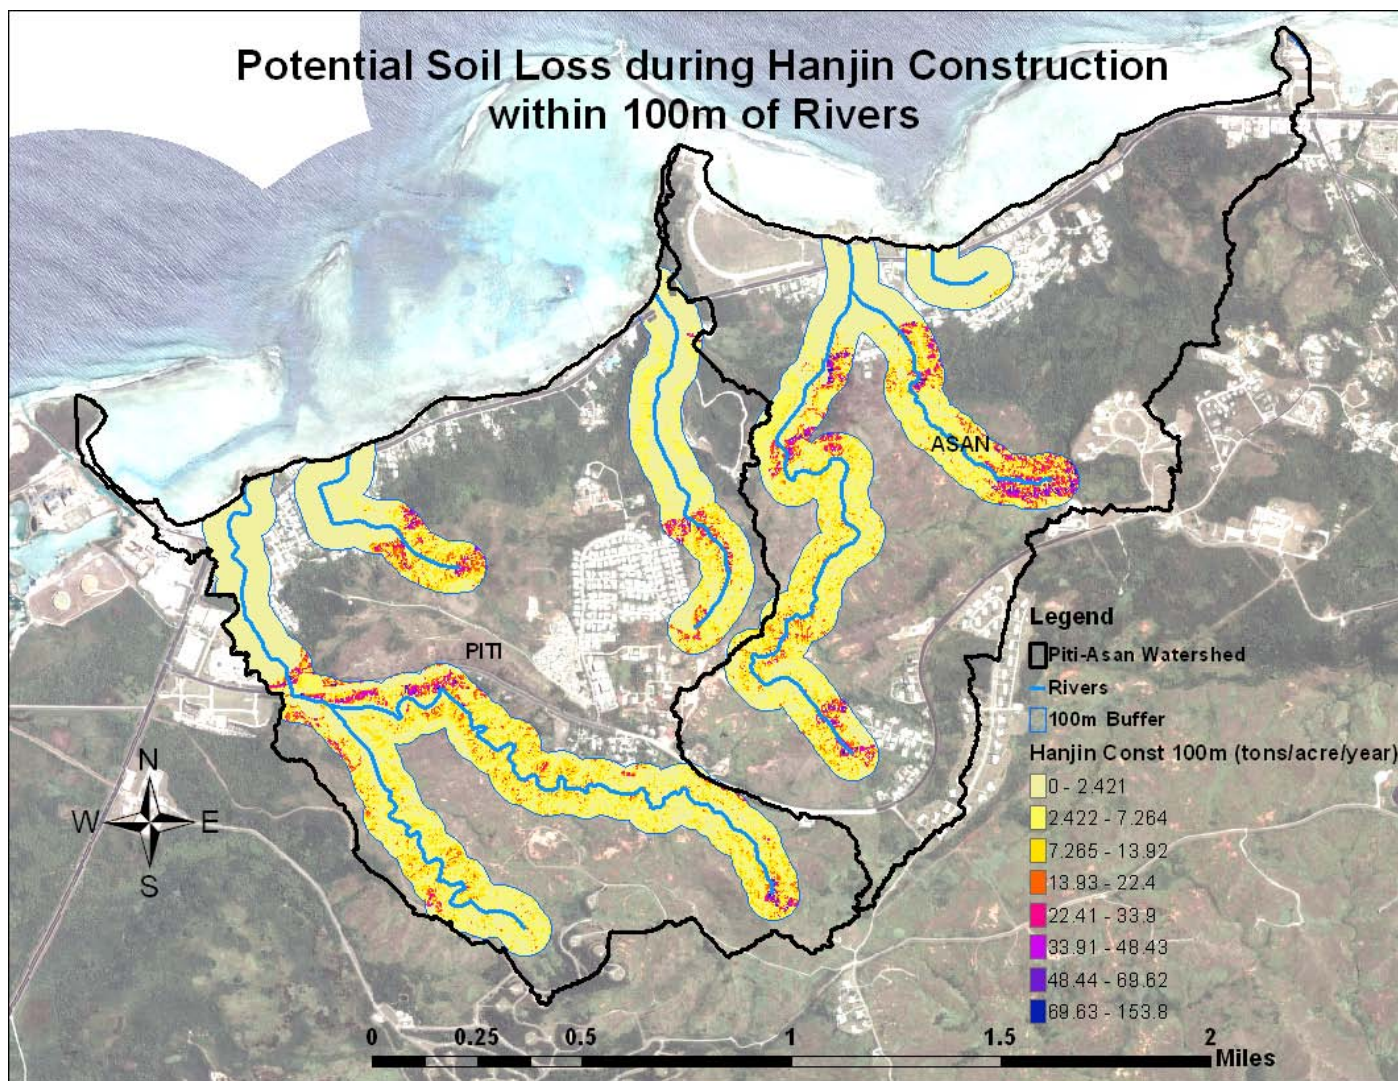 Potential Soil Loss during Hanjin Construction
within 100m of Rivers
ASAN
PITI
N
W E
S
Legend
Piti-Asan Watershed
Rivers
100m Buffer
Hanjin Const 100m (tons/acre/year)
0 - 2.421
2.422 - 7.264
7.265 - 13.92
13.93 - 22.4
22.41 - 33.9
33.91 - 48.43
48.44 - 69.62
69.63 - 153.8
0 0.25 0.5 1 1.5 2
Miles